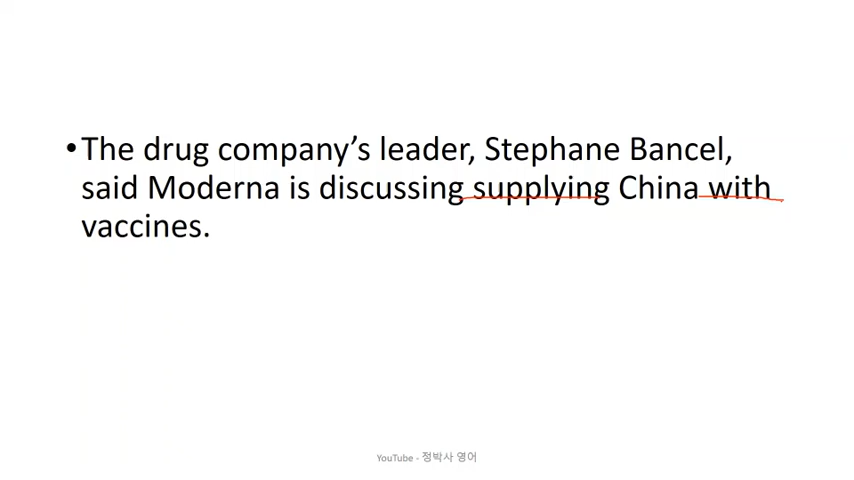 •The drug company’s leader, Stephane Bancel,
said Moderna is discussing supplying China with
vaccines.
YouTube - 정박사 영어